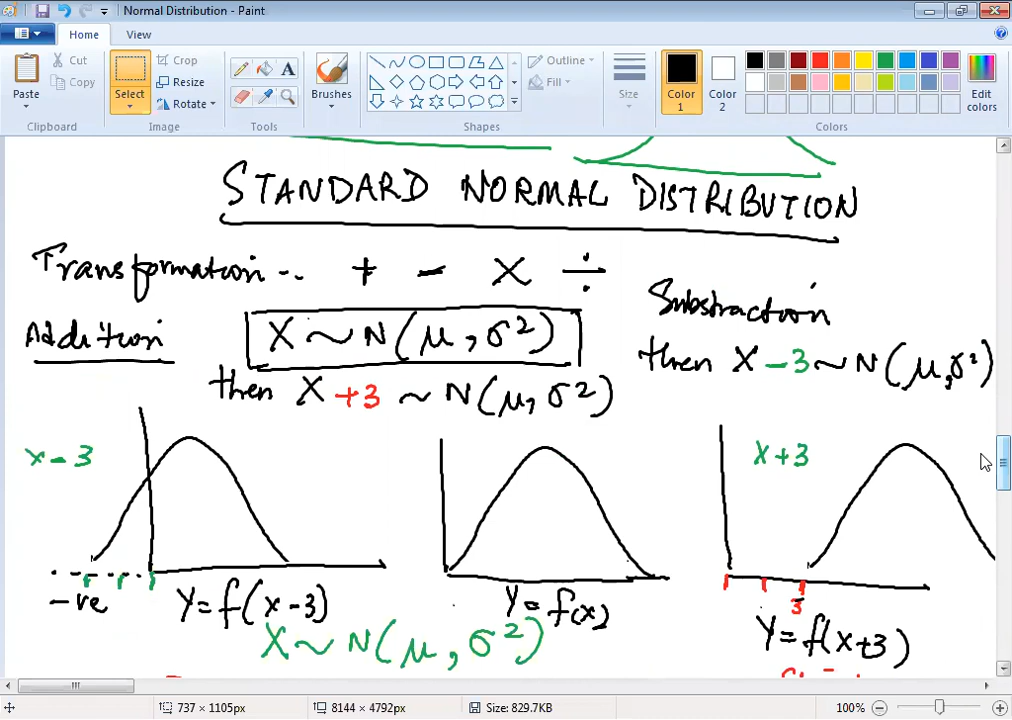 Normal Distribution - Paint
Home View
Paste
Cut
Copy
Clipboard
Select
Crop
Resize
Rotate
Image
A
Tools
Brushes
Shapes
Outline
Fill
Size
Color 1
Color 2
Colors
Edit colors
STANDARD NORMAL DISTRIBUTION
Transformation.. + - X ÷
Addition
X ~ N(μ, σ²)
then X +3 ~ N(μ, σ²)
Substraction
then X -3 ~ N(μ, σ²)
x - 3
-ve
Y = f(x-3)
Y = f(x)
X+3
3
Y = f(x+3)
X ~ N(μ, σ²)
737 × 1105px
8144 × 4792px
Size: 829.7KB
100%